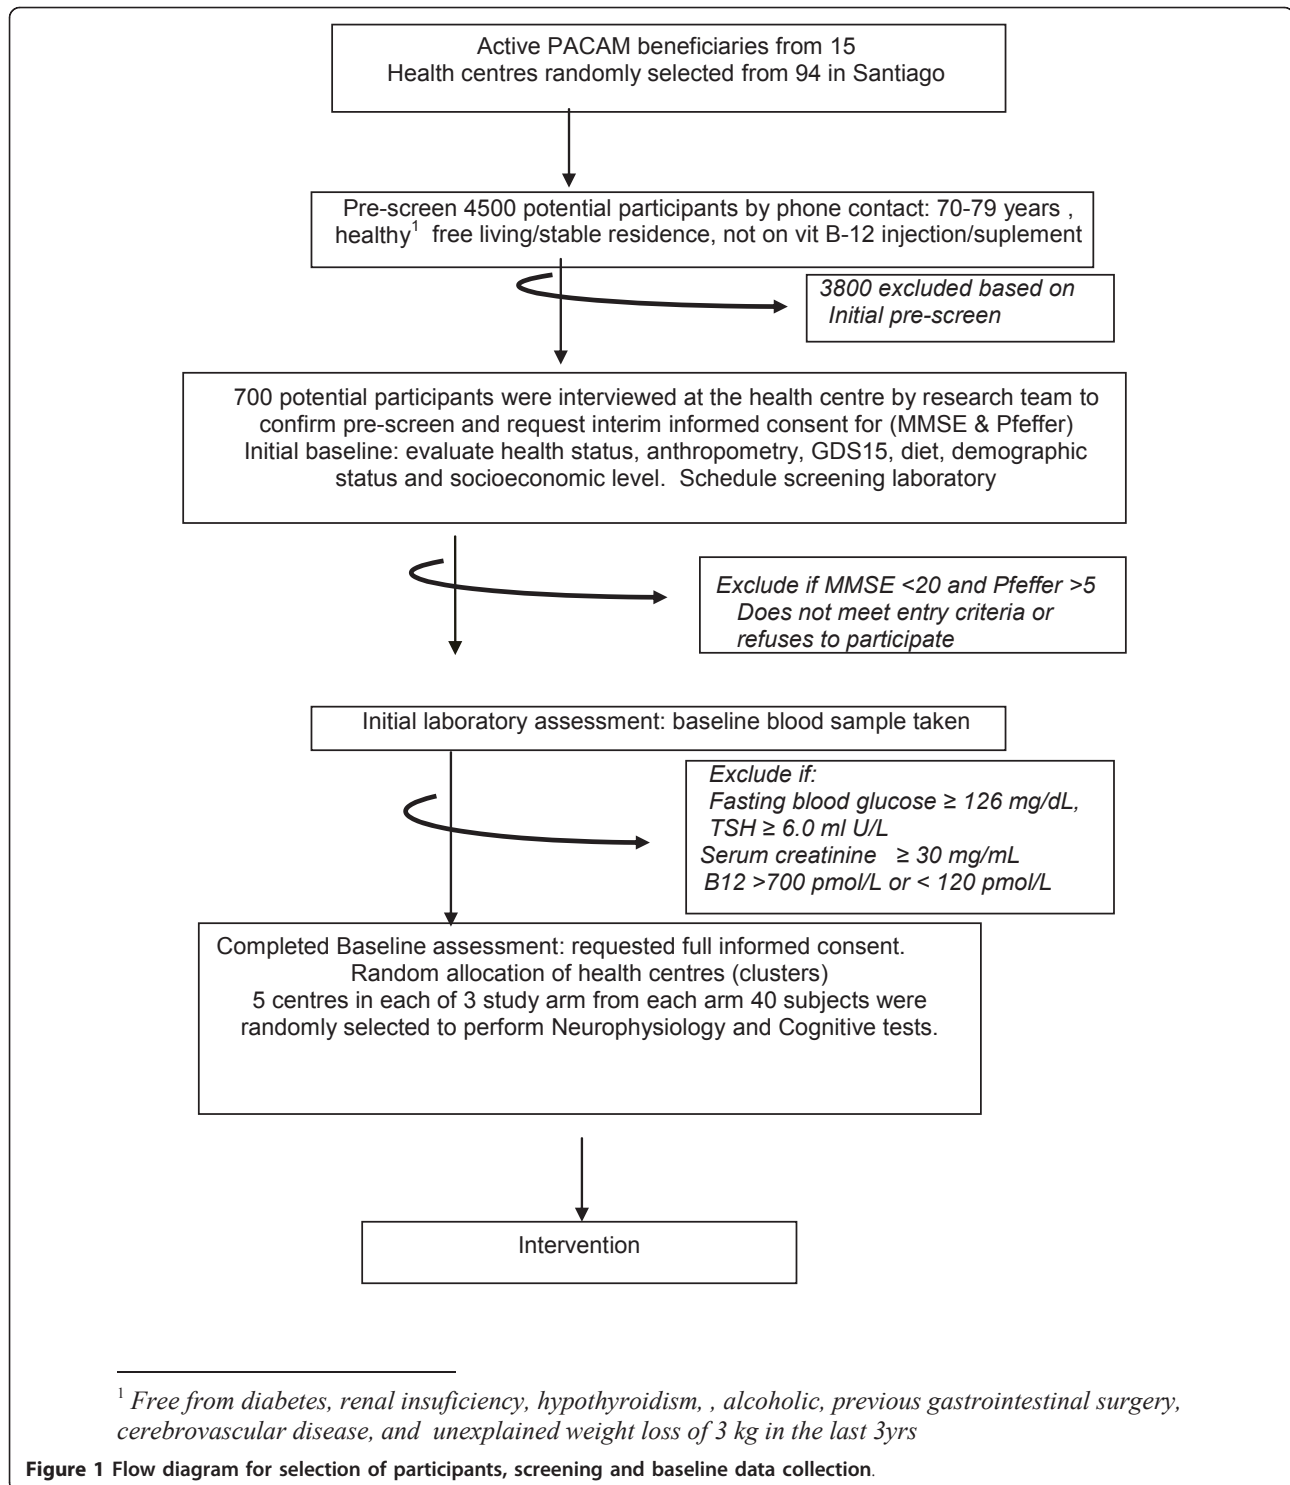 Active PACAM beneficiaries from 15
Health centres randomly selected from 94 in Santiago
Pre-screen 4500 potential participants by phone contact: 70-79 years ,
healthy1 free living/stable residence, not on vit B-12 injection/suplement
3800 excluded based on
Initial pre-screen
700 potential participants were interviewed at the health centre by research team to
confirm pre-screen and request interim informed consent for (MMSE & Pfeffer)
Initial baseline: evaluate health status, anthropometry, GDS15, diet, demographic
status and socioeconomic level. Schedule screening laboratory
Exclude if MMSE <20 and Pfeffer >5
Does not meet entry criteria or
refuses to participate
Initial laboratory assessment: baseline blood sample taken
Exclude if:
Fasting blood glucose ≥ 126 mg/dL,
TSH ≥ 6.0 ml U/L
Serum creatinine ≥ 30 mg/mL
B12 >700 pmol/L or < 120 pmol/L
Completed Baseline assessment: requested full informed consent.
Random allocation of health centres (clusters)
5 centres in each of 3 study arm from each arm 40 subjects were
randomly selected to perform Neurophysiology and Cognitive tests.
Intervention
1 Free from diabetes, renal insuficiency, hypothyroidism, , alcoholic, previous gastrointestinal surgery,
cerebrovascular disease, and unexplained weight loss of 3 kg in the last 3yrs
Figure 1 Flow diagram for selection of participants, screening and baseline data collection.